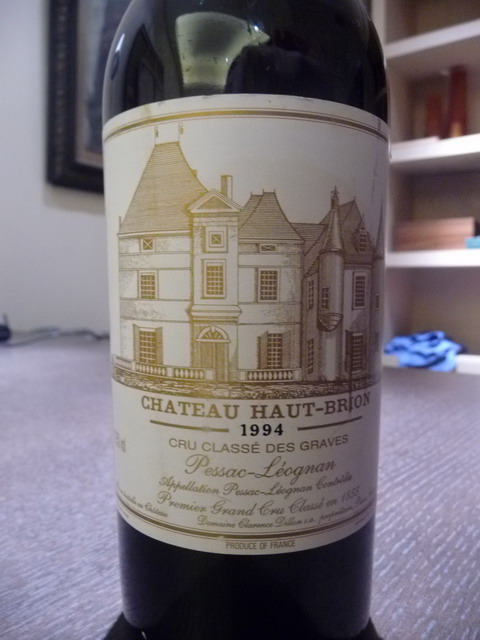 CHATEAU HAUT-BRION
1994
CRU CLASSÉ DES GRAVES
Pessac-Léognan
Appellation Pessac-Léognan Contrôlée
Premier Grand Cru Classé en 1855
Domaine Clarence Dillon s.a. propriétaire
PRODUCE OF FRANCE